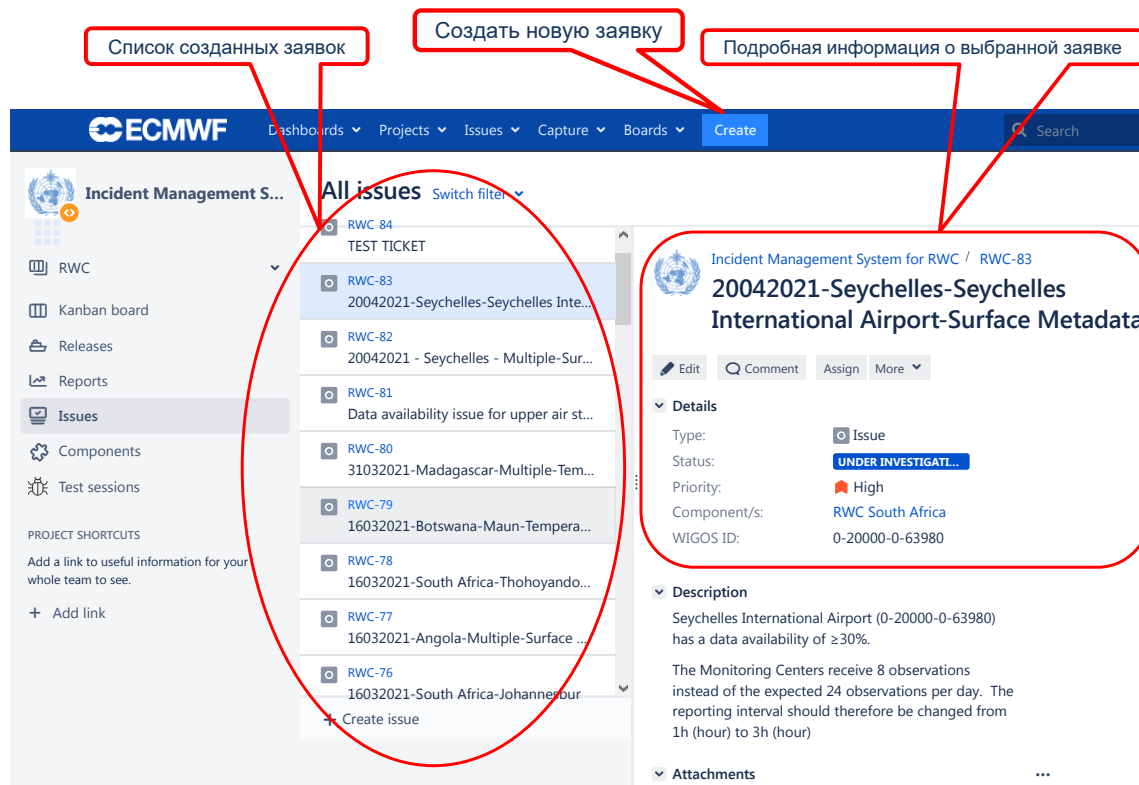 Список созданных заявок
Создать новую заявку
Подробная информация о выбранной заявке
ECMWF
Dashboards
Projects
Issues
Capture
Boards
Create
Search
Incident Management S...
RWC
Kanban board
Releases
Reports
Issues
Components
Test sessions
PROJECT SHORTCUTS
Add a link to useful information for your
whole team to see.
+ Add link
All issues Switch filter
RWC-84
TEST TICKET
RWC-83
20042021-Seychelles-Seychelles Inte...
RWC-82
20042021 - Seychelles - Multiple-Sur...
RWC-81
Data availability issue for upper air st...
RWC-80
31032021-Madagascar-Multiple-Tem...
RWC-79
16032021-Botswana-Maun-Tempera...
RWC-78
16032021-South Africa-Thohoyando...
RWC-77
16032021-Angola-Multiple-Surface ...
RWC-76
16032021-South Africa-Johannesbur
+ Create issue
Incident Management System for RWC / RWC-83
20042021-Seychelles-Seychelles
International Airport-Surface Metadata
Edit
Comment
Assign
More
Details
Type: Issue
Status: UNDER INVESTIGATI...
Priority: High
Component/s: RWC South Africa
WIGOS ID: 0-20000-0-63980
Description
Seychelles International Airport (0-20000-0-63980)
has a data availability of ≥30%.
The Monitoring Centers receive 8 observations
instead of the expected 24 observations per day. The
reporting interval should therefore be changed from
1h (hour) to 3h (hour)
Attachments
...